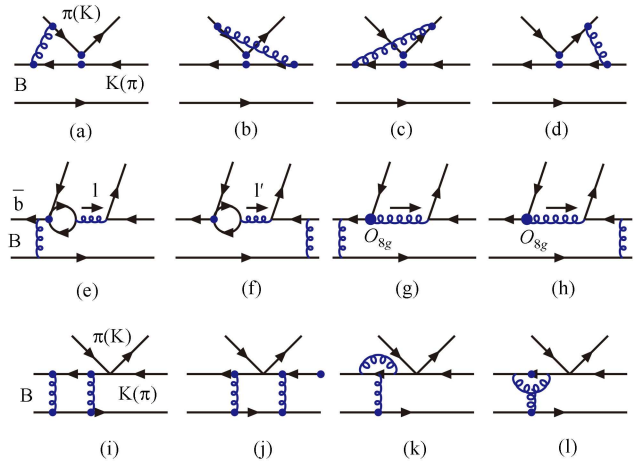 π(K)
B K(π)
(a) (b) (c) (d)
b̅ l l′
B O8g O8g
(e) (f) (g) (h)
π(K)
B K(π)
(i) (j) (k) (l)